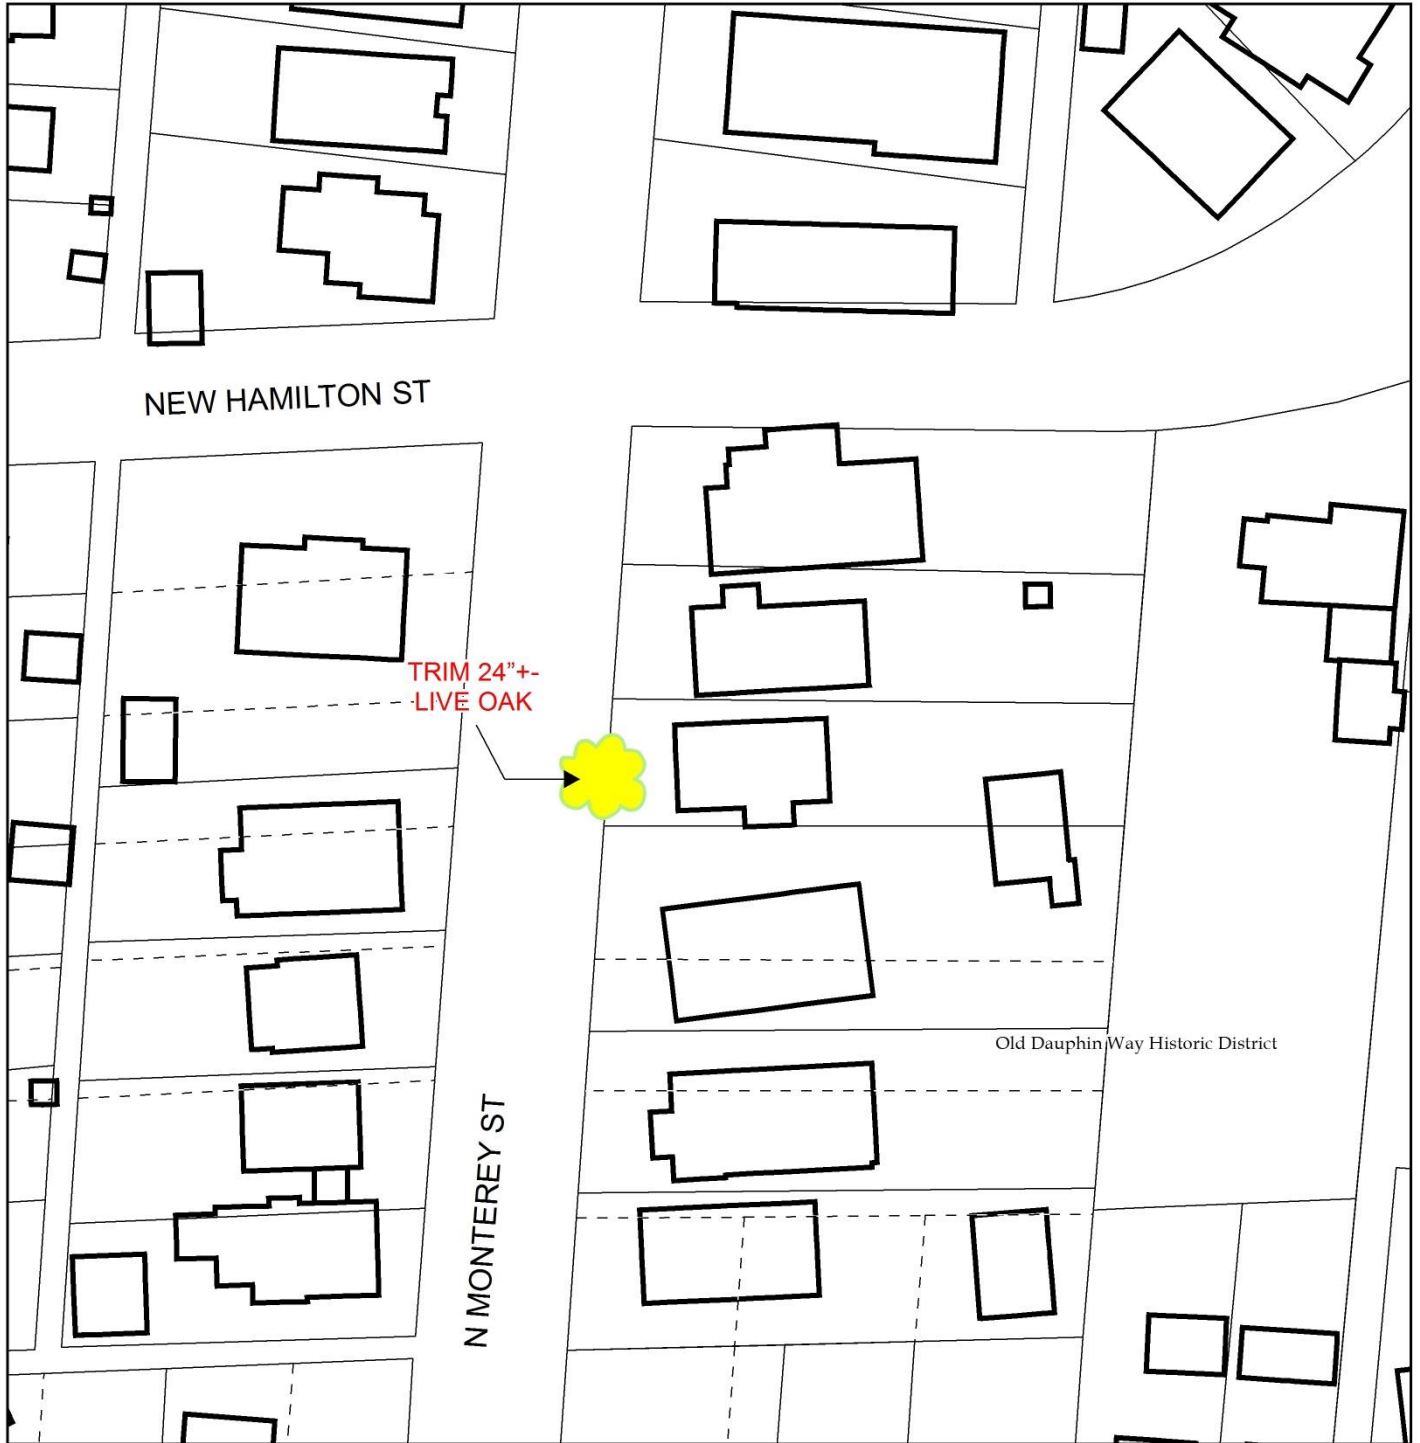 NEW HAMILTON ST
TRIM 24”+-
LIVE OAK
Old Dauphin Way Historic District
N MONTEREY ST